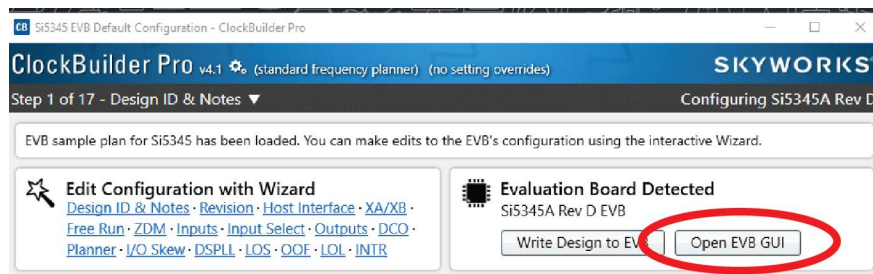 CB Si5345 EVB Default Configuration - ClockBuilder Pro
ClockBuilder Pro v4.1 (standard frequency planner) (no setting overrides) SKYWORKS
Step 1 of 17 - Design ID & Notes ▼ Configuring Si5345A Rev D
EVB sample plan for Si5345 has been loaded. You can make edits to the EVB's configuration using the interactive Wizard.
Edit Configuration with Wizard
Design ID & Notes · Revision · Host Interface · XA/XB ·
Free Run · ZDM · Inputs · Input Select · Outputs · DCO ·
Planner · I/O Skew · DSPLL · LOS · OOF · LOL · INTR
Evaluation Board Detected
Si5345A Rev D EVB
Write Design to EVB Open EVB GUI